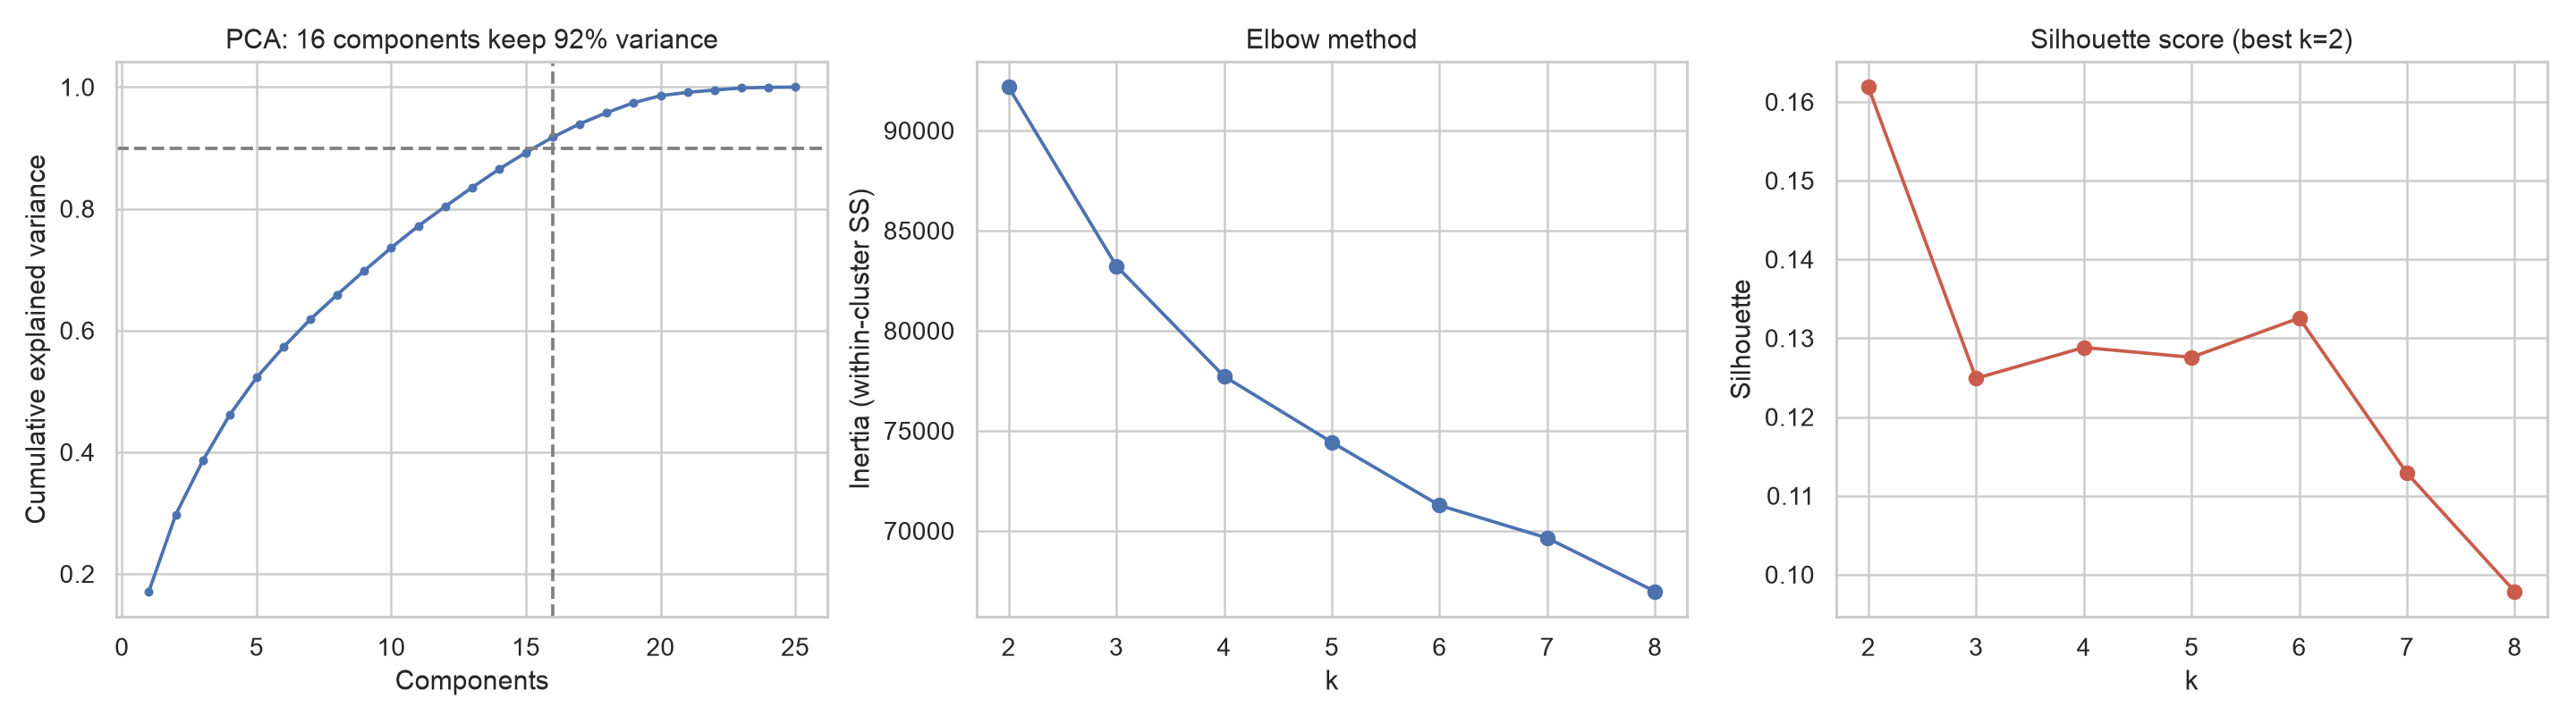 PCA: 16 components keep 92% variance
Cumulative explained variance
1.0
0.8
0.6
0.4
0.2
0 5 10 15 20 25
Components
Elbow method
Inertia (within-cluster SS)
90000
85000
80000
75000
70000
2 3 4 5 6 7 8
k
Silhouette score (best k=2)
Silhouette
0.16
0.15
0.14
0.13
0.12
0.11
0.10
2 3 4 5 6 7 8
k